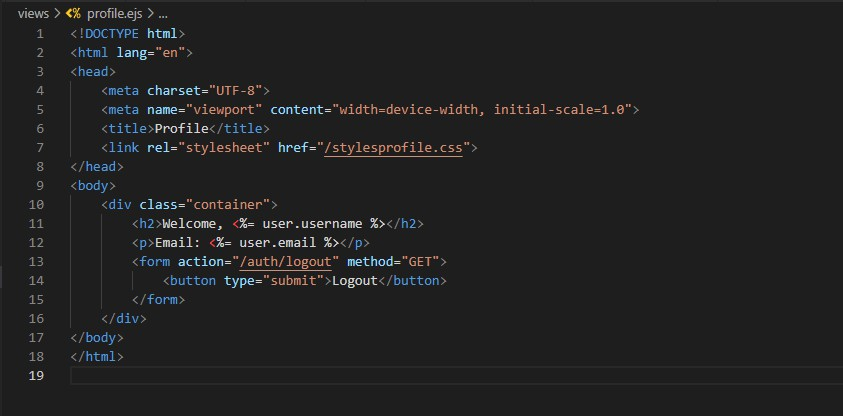 views > <% profile.ejs > ...
1 <!DOCTYPE html>
2 <html lang="en">
3 <head>
4     <meta charset="UTF-8">
5     <meta name="viewport" content="width=device-width, initial-scale=1.0">
6     <title>Profile</title>
7     <link rel="stylesheet" href="/stylesprofile.css">
8 </head>
9 <body>
10     <div class="container">
11         <h2>Welcome, <%= user.username %></h2>
12         <p>Email: <%= user.email %></p>
13         <form action="/auth/logout" method="GET">
14             <button type="submit">Logout</button>
15         </form>
16     </div>
17 </body>
18 </html>
19